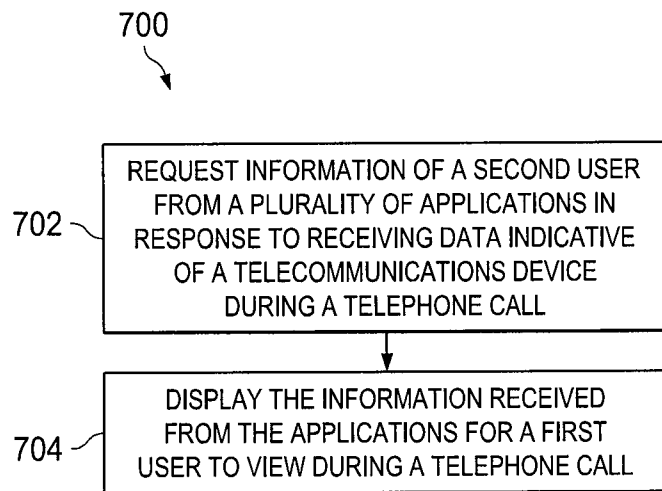 700
702
REQUEST INFORMATION OF A SECOND USER
FROM A PLURALITY OF APPLICATIONS IN
RESPONSE TO RECEIVING DATA INDICATIVE
OF A TELECOMMUNICATIONS DEVICE
DURING A TELEPHONE CALL
704
DISPLAY THE INFORMATION RECEIVED
FROM THE APPLICATIONS FOR A FIRST
USER TO VIEW DURING A TELEPHONE CALL